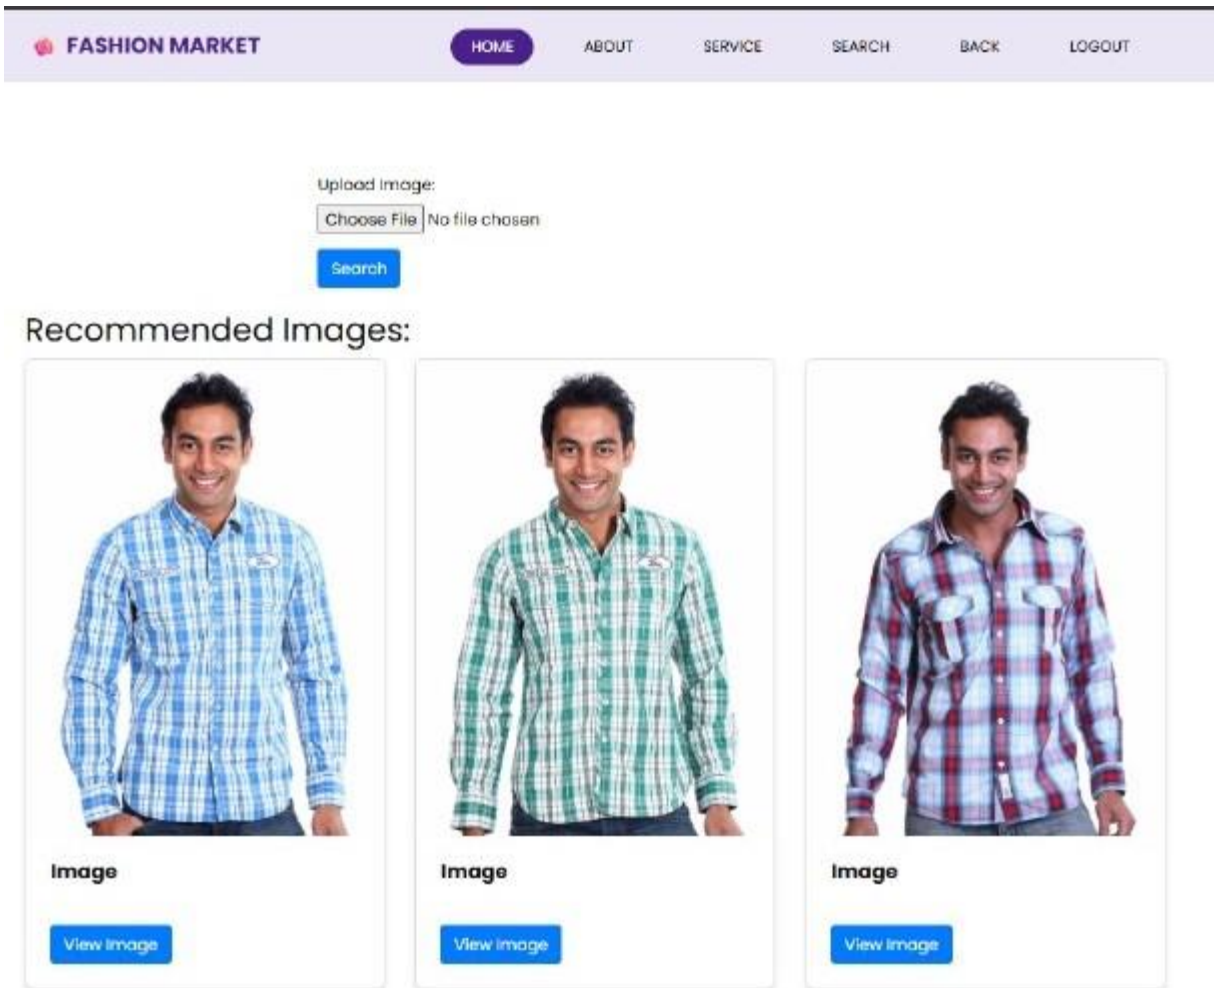 FASHION MARKET HOME ABOUT SERVICE SEARCH BACK LOGOUT
Upload Image:
Choose File No file chosen
Search
Recommended Images:
Image Image Image
View Image View Image View Image